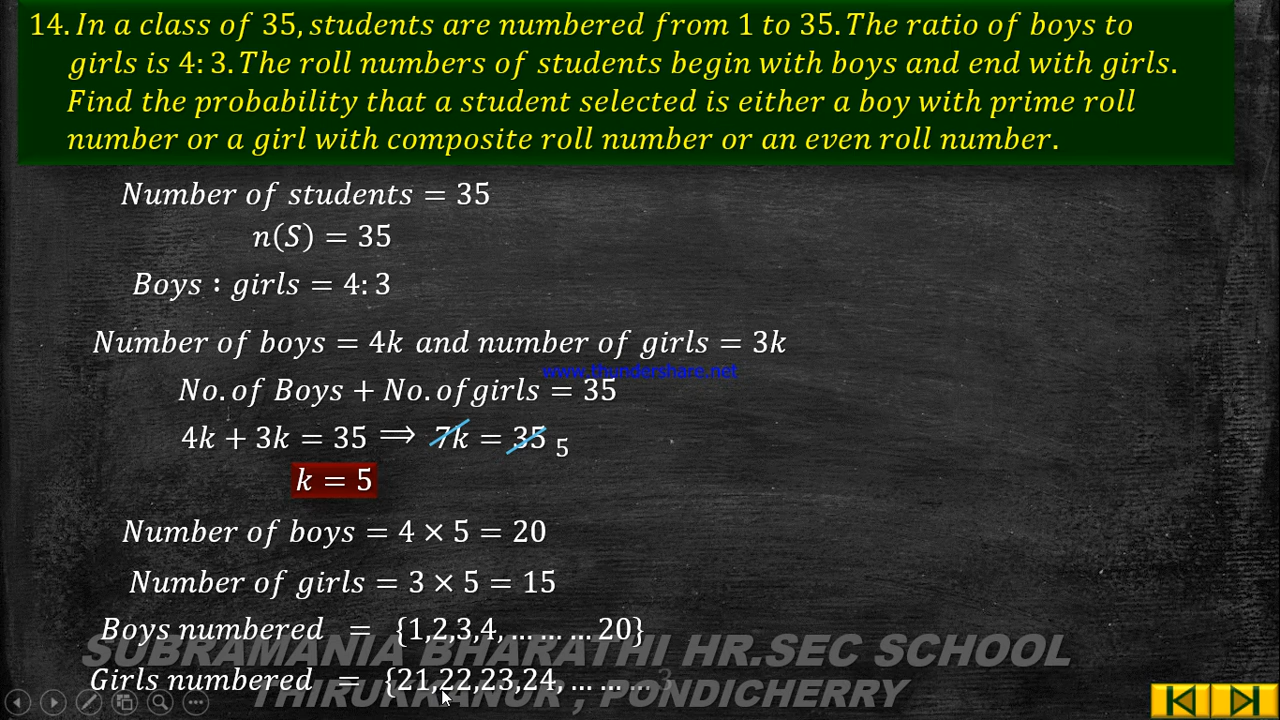 14. In a class of 35, students are numbered from 1 to 35. The ratio of boys to
girls is 4: 3. The roll numbers of students begin with boys and end with girls.
Find the probability that a student selected is either a boy with prime roll
number or a girl with composite roll number or an even roll number.
Number of students = 35
n(S) = 35
Boys : girls = 4: 3
Number of boys = 4k and number of girls = 3k
www.thundershare.net
No. of Boys + No. of girls = 35
4k + 3k = 35 ⟹ 7k = 35 5
k = 5
Number of boys = 4 × 5 = 20
Number of girls = 3 × 5 = 15
Boys numbered = {1,2,3,4, ... ... ... 20}
SUBRAMANIA BHARATHI HR.SEC SCHOOL
Girls numbered = {21,22,23,24, ... ... ... 3
THIRUKKANUR , PONDICHERRY